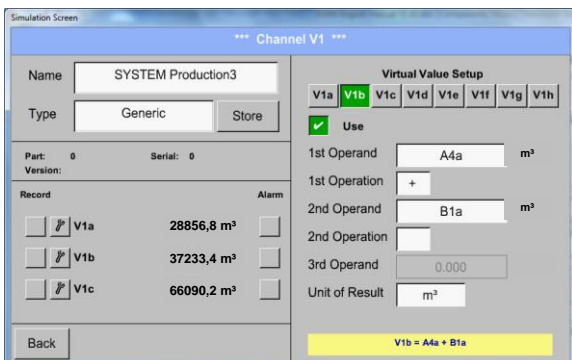 Simulation Screen
*** Channel V1 ***
Name SYSTEM Production3
Type Generic Store
Part: 0 Serial: 0
Version:
Record Alarm
V1a 28856,8 m³
V1b 37233,4 m³
V1c 66090,2 m³
Back
Virtual Value Setup
V1a V1b V1c V1d V1e V1f V1g V1h
Use
1st Operand A4a m³
1st Operation +
2nd Operand B1a m³
2nd Operation
3rd Operand 0.000
Unit of Result m³
V1b = A4a + B1a